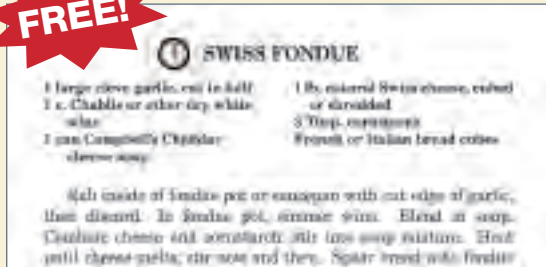 FREE!
SWISS FONDUE
1 large clove garlic, cut in half
1 c. Chablis or other dry white
wine
1 can Campbell's Cheddar
cheese soup
1 lb. natural Swiss cheese, cubed
or shredded
3 Tbsp. cornstarch
French or Italian bread cubes
Rub inside of fondue pot or saucepan with cut edge of garlic,
then discard. In fondue pot, simmer wine. Blend in soup.
Combine cheese and cornstarch; stir into soup mixture. Heat
until cheese melts; stir now and then. Spear bread with fondue